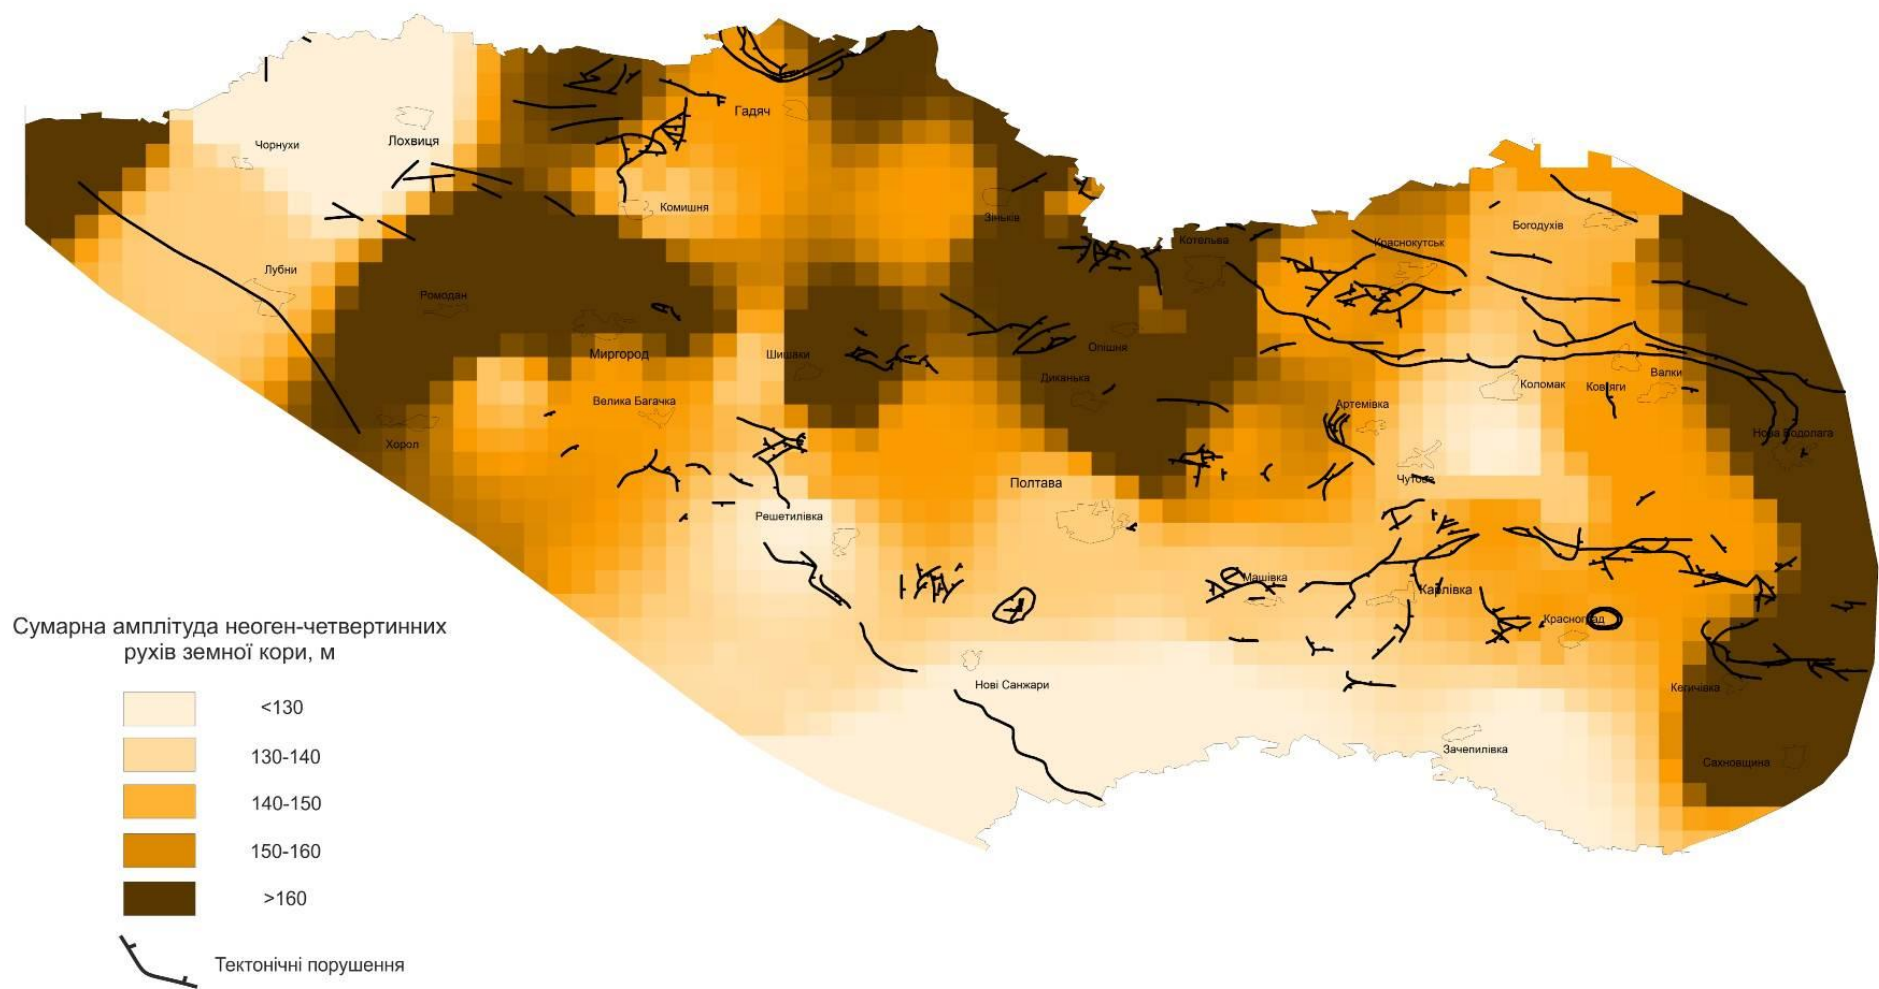 Гадяч
Чорнухи
Лохвиця
Комишня
Зіньків
Богодухів
Котельва
Краснокутськ
Лубни
Ромодан
Миргород
Шишаки
Опішня
Диканька
Коломак
Ковяги
Валки
Велика Багачка
Артемівка
Хорол
Нова Водолага
Полтава
Чутове
Решетилівка
Машівка
Карлівка
Красноград
Нові Санжари
Кегичівка
Зачепилівка
Сахновщина
Сумарна амплітуда неоген-четвертинних
рухів земної кори, м
<130
130-140
140-150
150-160
>160
Тектонічні порушення